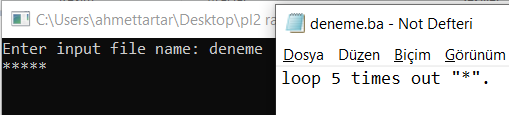 C:\Users\ahmettartar\Desktop\pl2 ra
Enter input file name: deneme
*****
deneme.ba - Not Defteri
Dosya Düzen Biçim Görünüm
loop 5 times out "*".